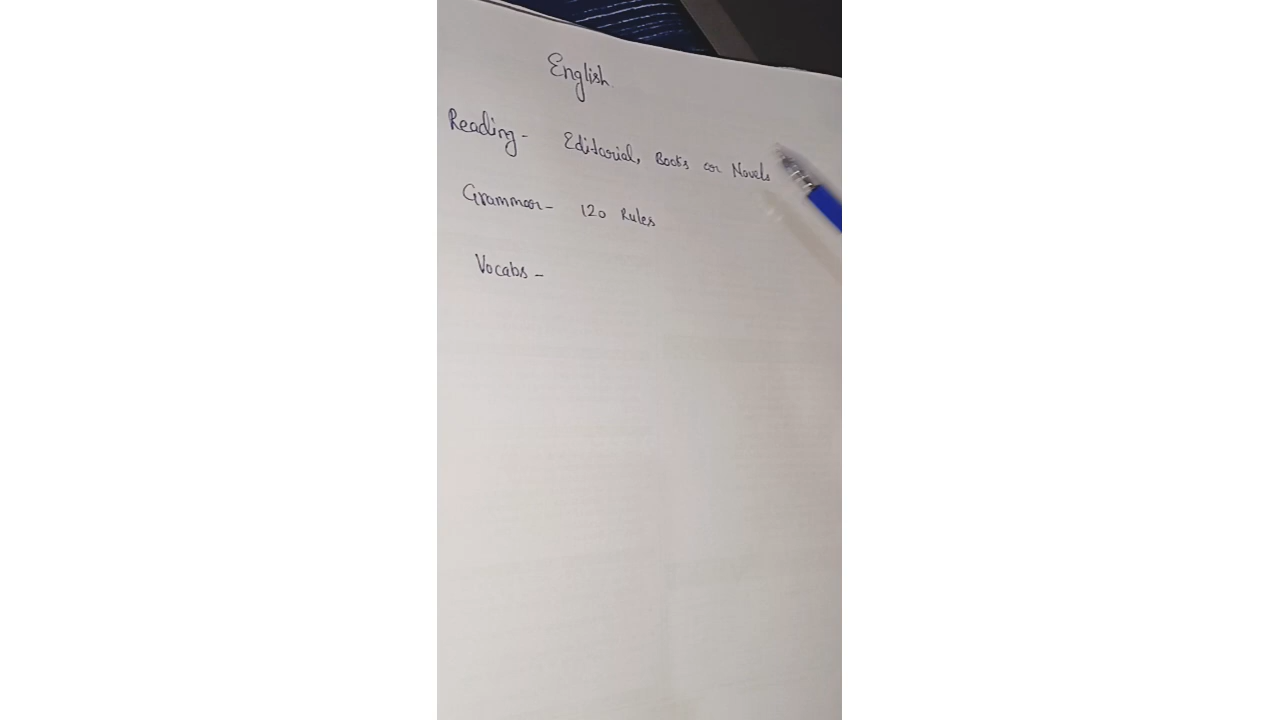 English
Reading - Editorial, Books or Novels
Grammar - 120 Rules
Vocabs -